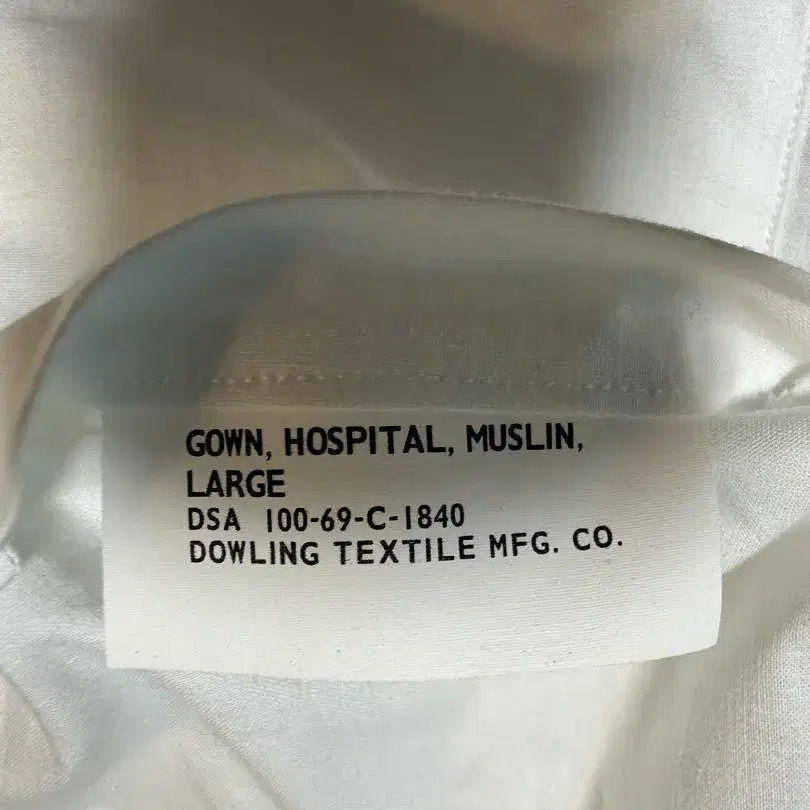 GOWN, HOSPITAL, MUSLIN,
LARGE
DSA 100-69-C-1840
DOWLING TEXTILE MFG. CO.